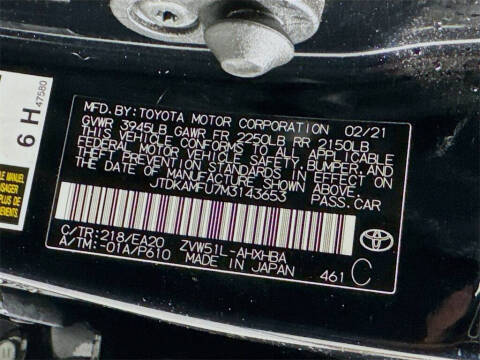 MFD.BY:TOYOTA MOTOR CORPORATION 02/21
GVWR 3945LB GAWR FR 2250LB RR 2150LB
THIS VEHICLE CONFORMS TO ALL APPLICABLE
FEDERAL MOTOR VEHICLE SAFETY, BUMPER, AND
THEFT PREVENTION STANDARDS IN EFFECT ON
THE DATE OF MANUFACTURE SHOWN ABOVE.
JTDKAMFU7M3143653 PASS.CAR
C/TR:218/EA20 ZVW51L-AHXHBA
A/TM:-01A/P610 MADE IN JAPAN 461 C
6 H
47580